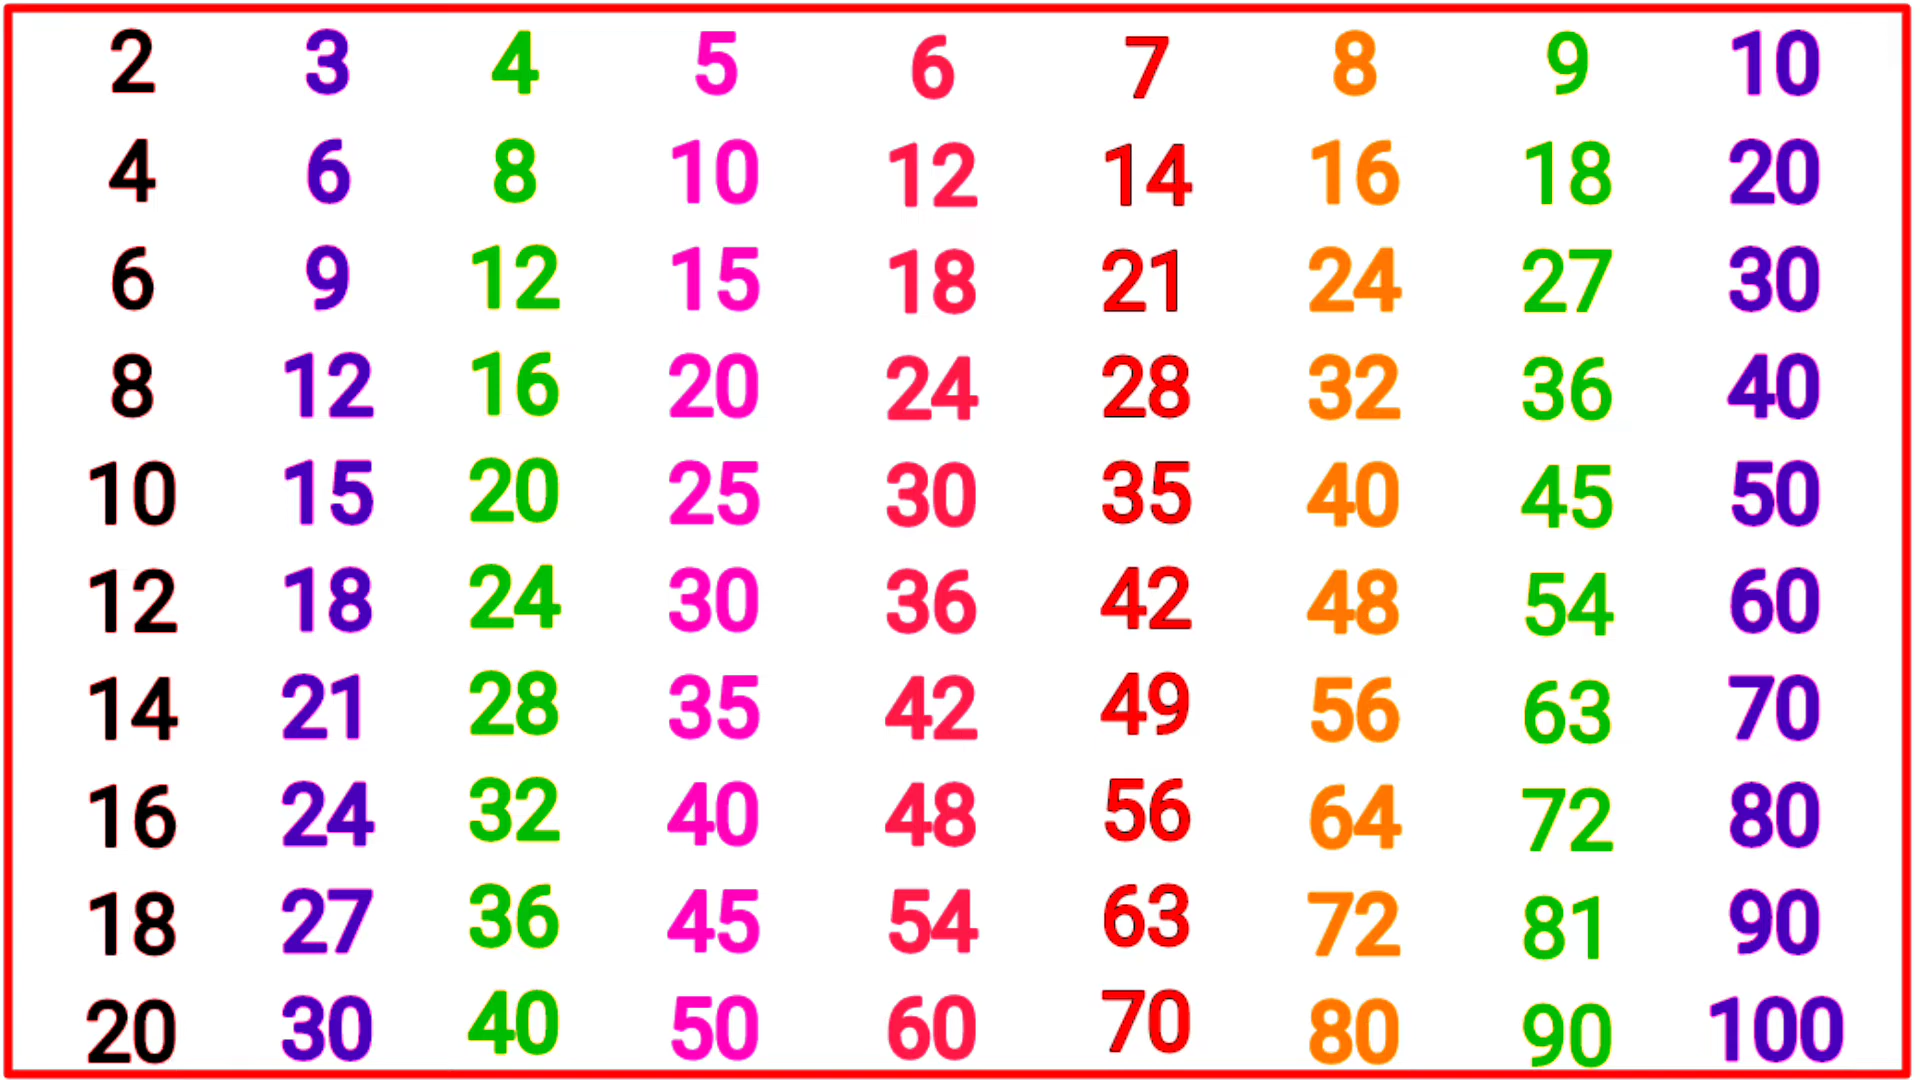 2 3 4 5 6 7 8 9 10
4 6 8 10 12 14 16 18 20
6 9 12 15 18 21 24 27 30
8 12 16 20 24 28 32 36 40
10 15 20 25 30 35 40 45 50
12 18 24 30 36 42 48 54 60
14 21 28 35 42 49 56 63 70
16 24 32 40 48 56 64 72 80
18 27 36 45 54 63 72 81 90
20 30 40 50 60 70 80 90 100